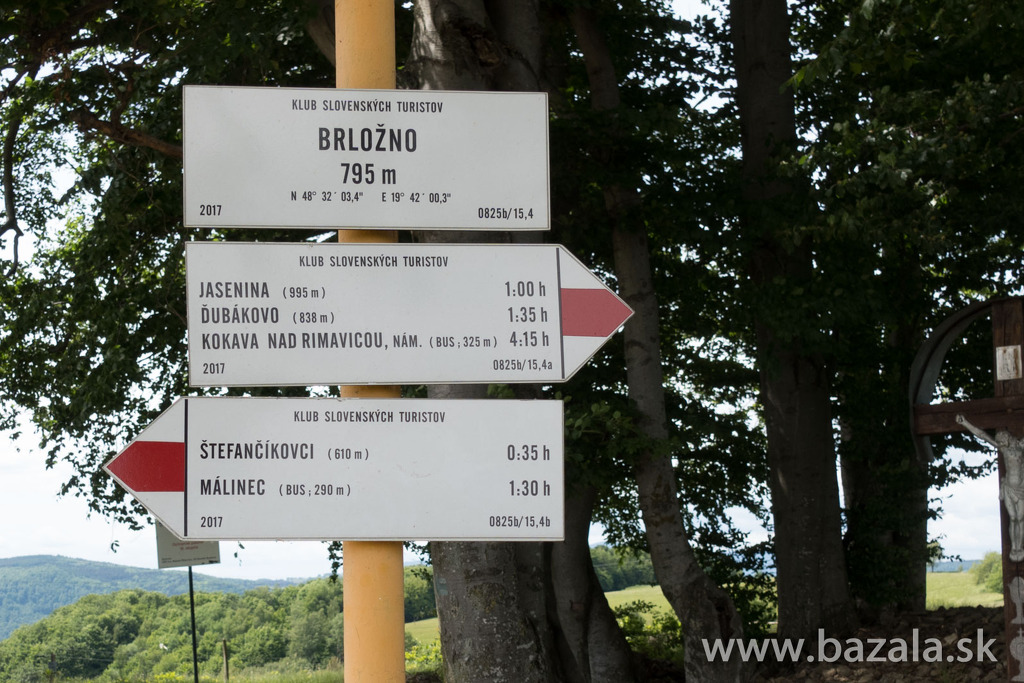 KLUB SLOVENSKÝCH TURISTOV
BRLOŽNO
795 m
N 48° 32´ 03,4" E 19° 42´ 00,3"
2017 0825b/15,4
KLUB SLOVENSKÝCH TURISTOV
JASENINA (995 m) 1:00 h
ĎUBÁKOVO (838 m) 1:35 h
KOKAVA NAD RIMAVICOU, NÁM. (BUS ; 325 m) 4:15 h
2017 0825b/15,4a
KLUB SLOVENSKÝCH TURISTOV
ŠTEFANČÍKOVCI (610 m) 0:35 h
MÁLINEC (BUS ; 290 m) 1:30 h
2017 0825b/15,4b
www.bazala.sk